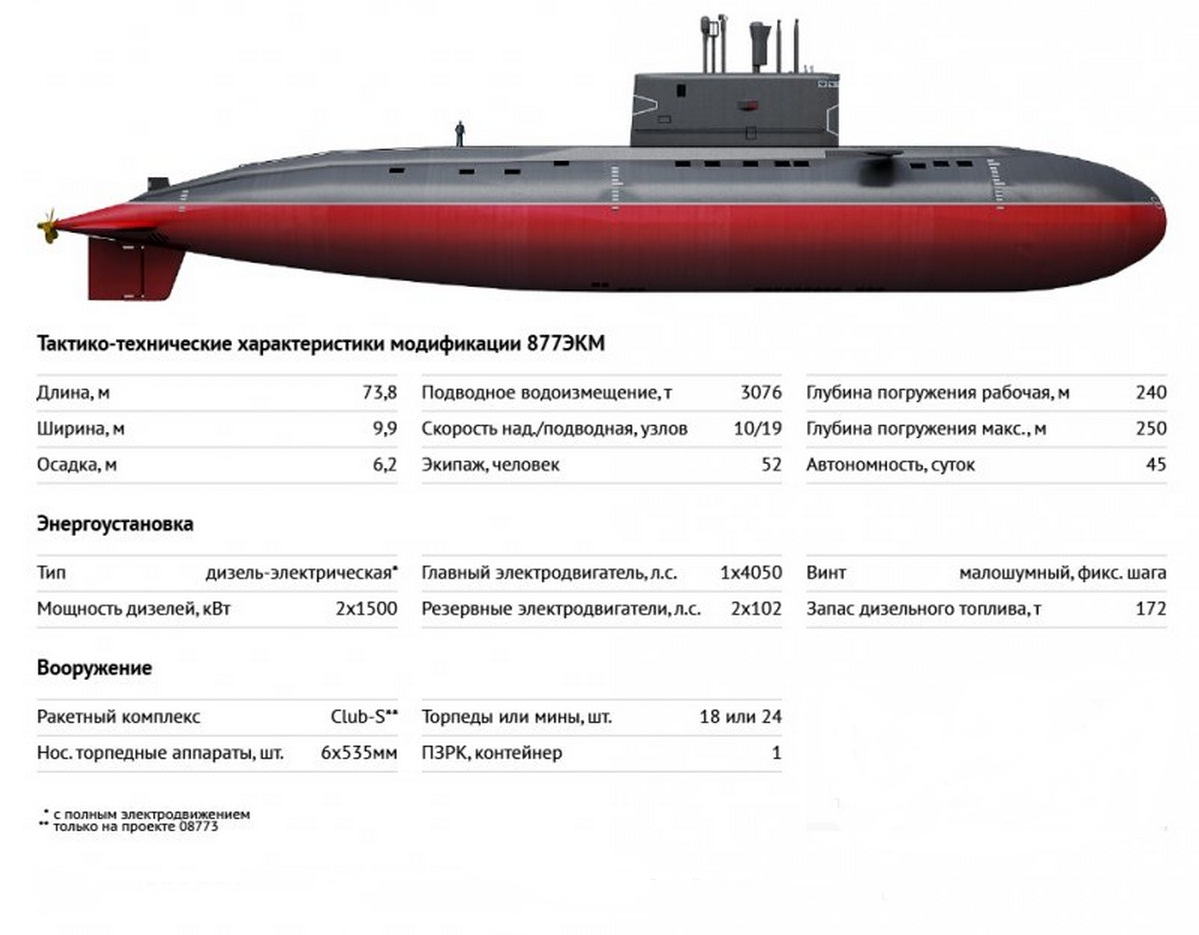 Тактико-технические характеристики модификации 877ЭКМ
Длина, м 73,8 Подводное водоизмещение, т 3076 Глубина погружения рабочая, м 240
Ширина, м 9,9 Скорость над./подводная, узлов 10/19 Глубина погружения макс., м 250
Осадка, м 6,2 Экипаж, человек 52 Автономность, суток 45
Энергоустановка
Тип дизель-электрическая* Главный электродвигатель, л.с. 1x4050 Винт малошумный, фикс. шага
Мощность дизелей, кВт 2x1500 Резервные электродвигатели, л.с. 2x102 Запас дизельного топлива, т 172
Вооружение
Ракетный комплекс Club-S** Торпеды или мины, шт. 18 или 24
Нос. торпедные аппараты, шт. 6x535мм ПЗРК, контейнер 1
* с полным электродвижением
** только на проекте 08773